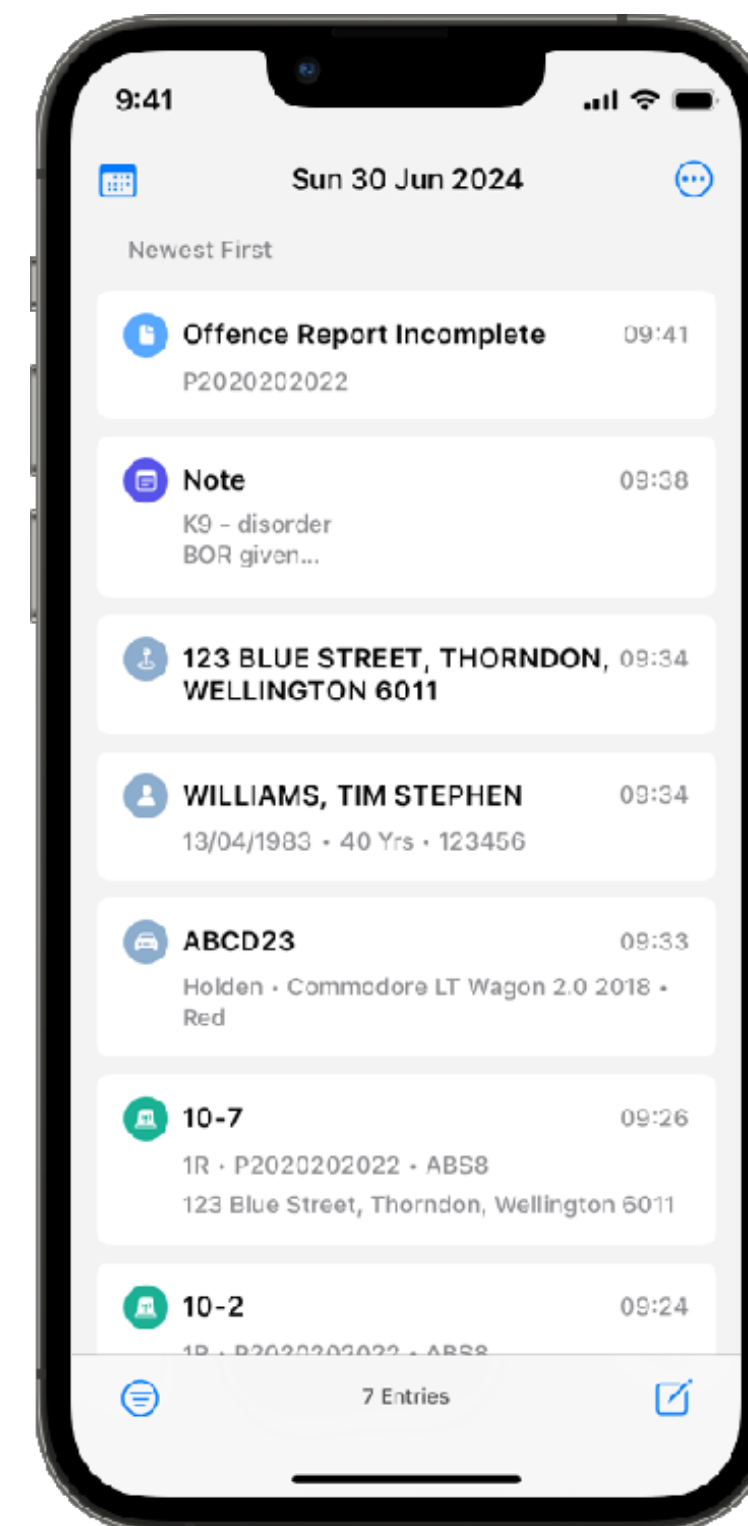 9:41
Sun 30 Jun 2024
Newest First
Offence Report Incomplete 09:41
P2020202022
Note 09:38
K9 – disorder
BOR given...
123 BLUE STREET, THORNDON, 09:34
WELLINGTON 6011
WILLIAMS, TIM STEPHEN 09:34
13/04/1983 • 40 Yrs • 123456
ABCD23 09:33
Holden • Commodore LT Wagon 2.0 2018 •
Red
10-7 09:26
1R • P2020202022 • ABS8
123 Blue Street, Thorndon, Wellington 6011
10-2 09:24
1R • P2020202022 • ABS8
7 Entries